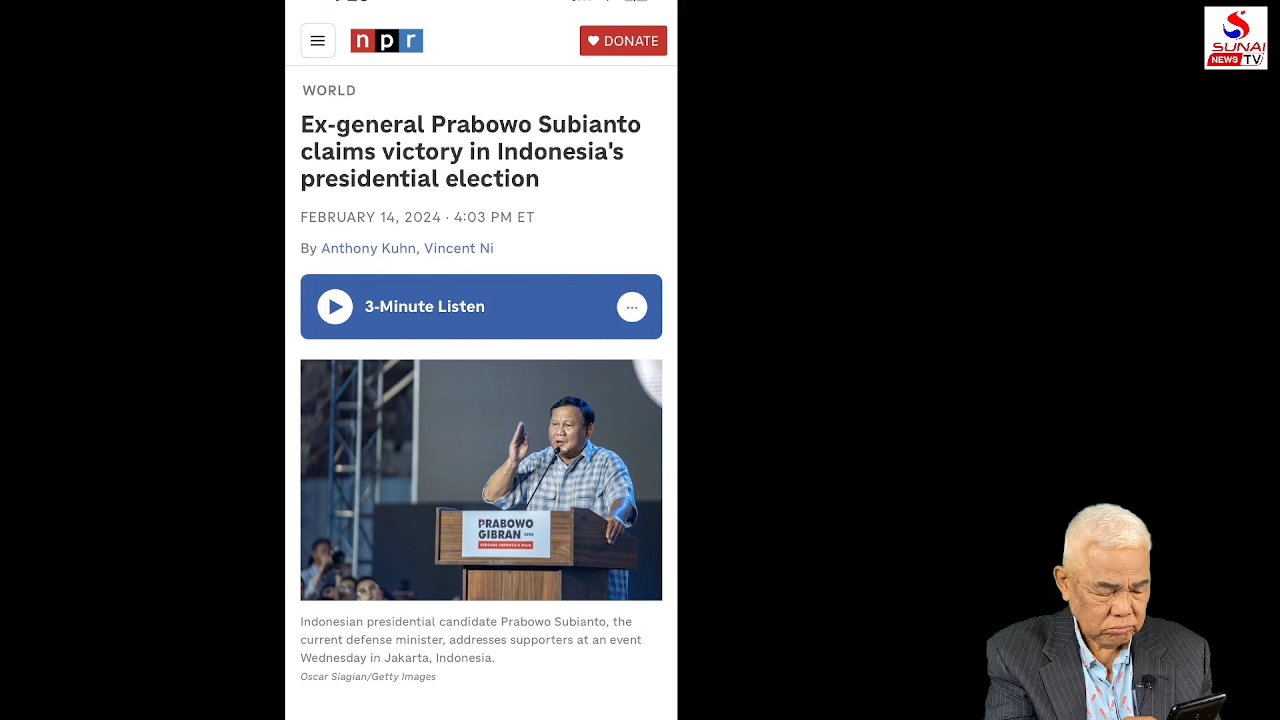 npr
DONATE
SUNAI
NEWS TV
WORLD
Ex-general Prabowo Subianto
claims victory in Indonesia's
presidential election
FEBRUARY 14, 2024 · 4:03 PM ET
By Anthony Kuhn, Vincent Ni
3-Minute Listen
PRABOWO
GIBRAN
Indonesian presidential candidate Prabowo Subianto, the
current defense minister, addresses supporters at an event
Wednesday in Jakarta, Indonesia.
Oscar Siagian/Getty Images